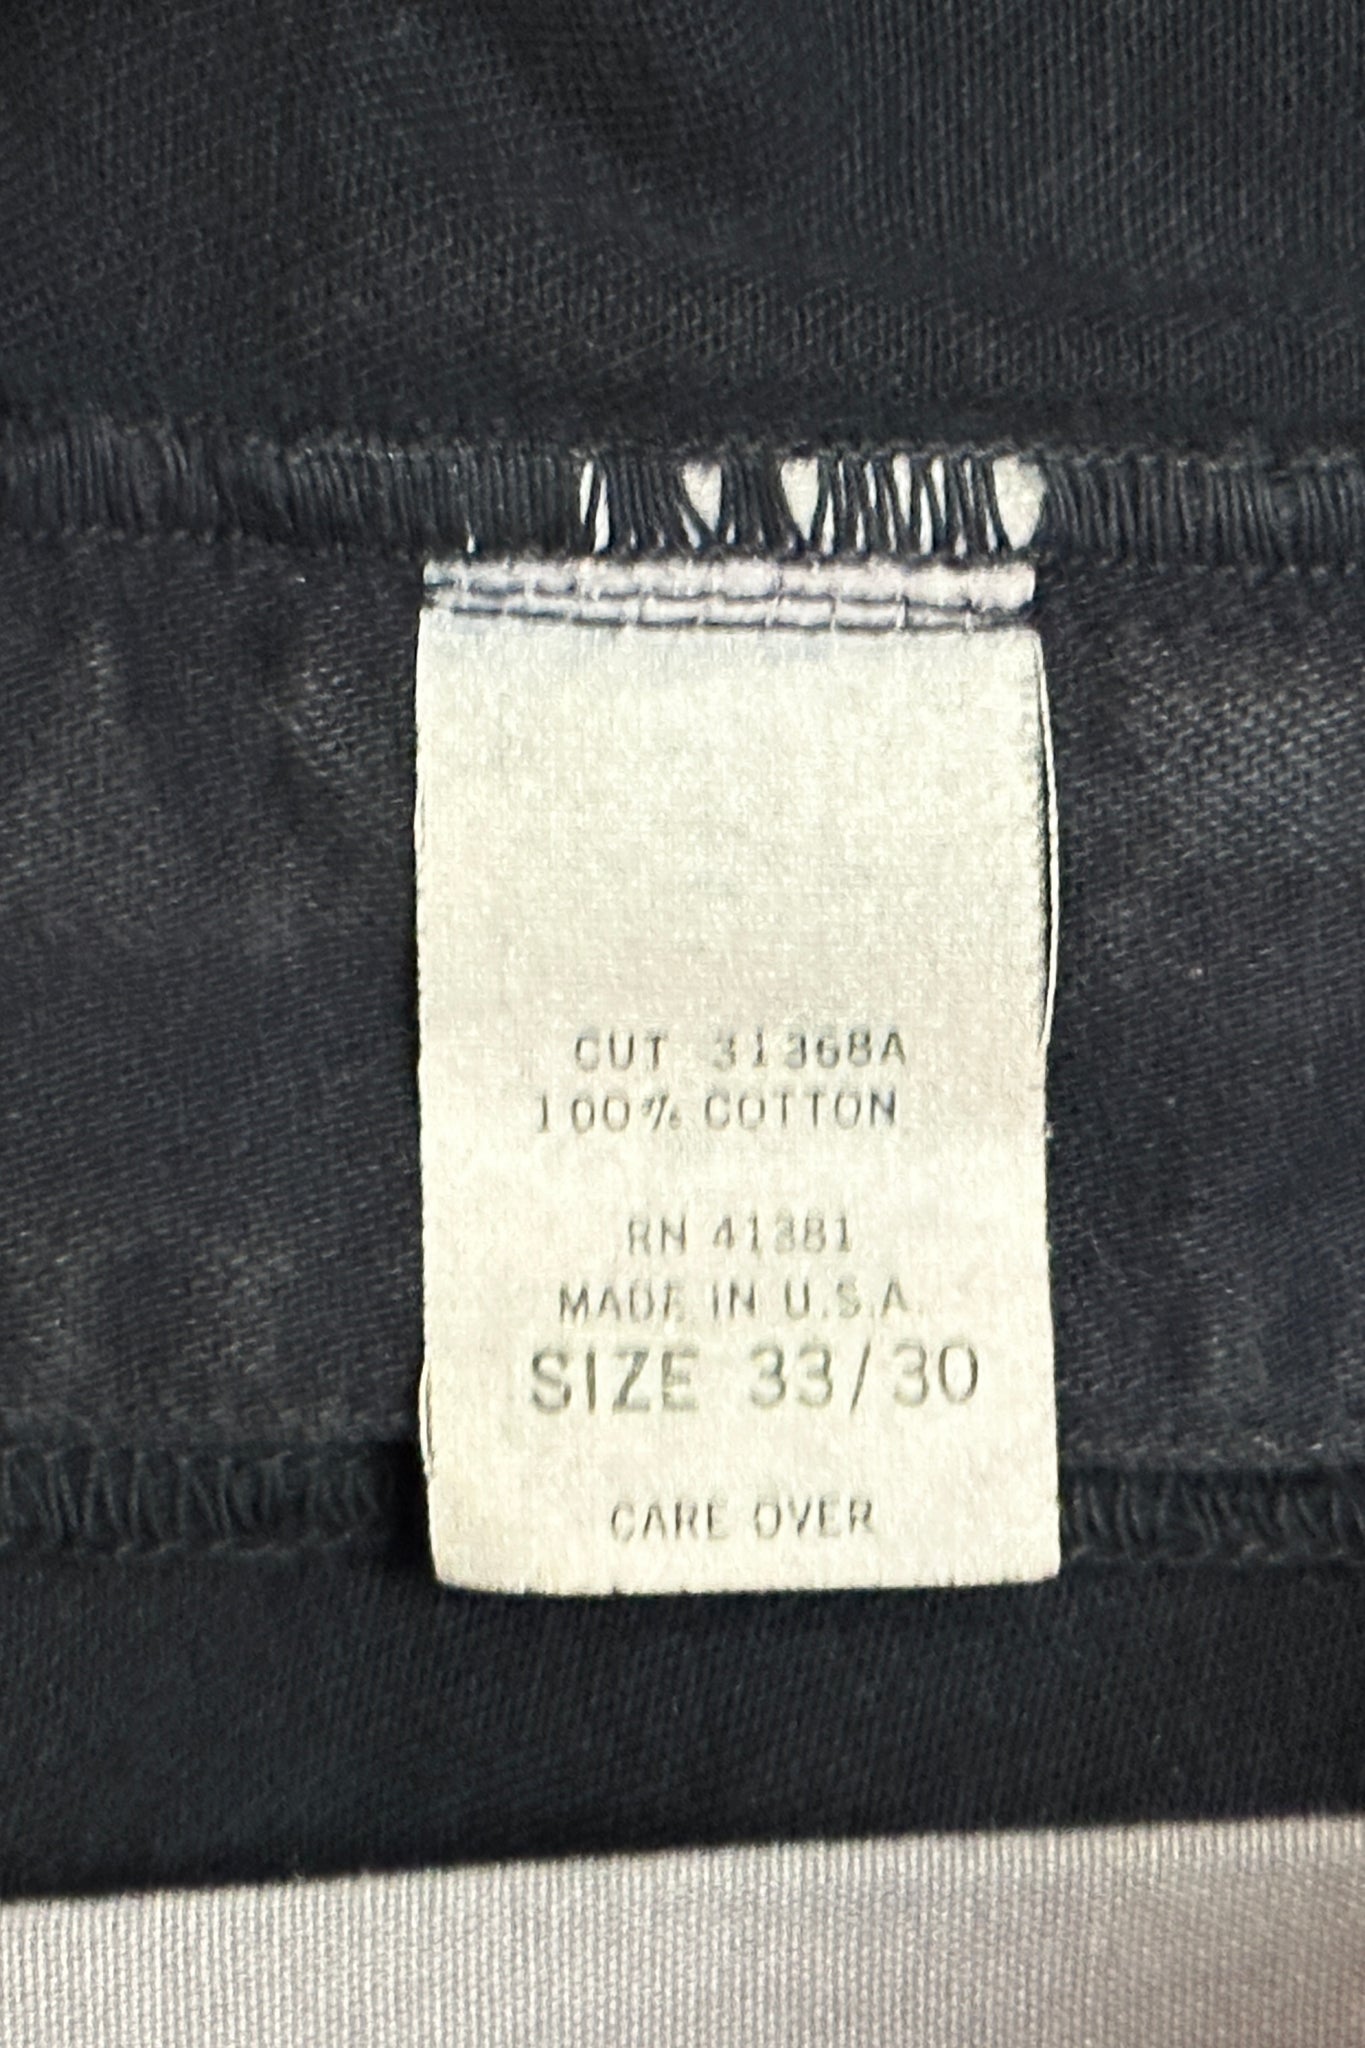 CUT 31368A
100% COTTON
RN 41381
MADE IN U.S.A.
SIZE 33/30
CARE OVER